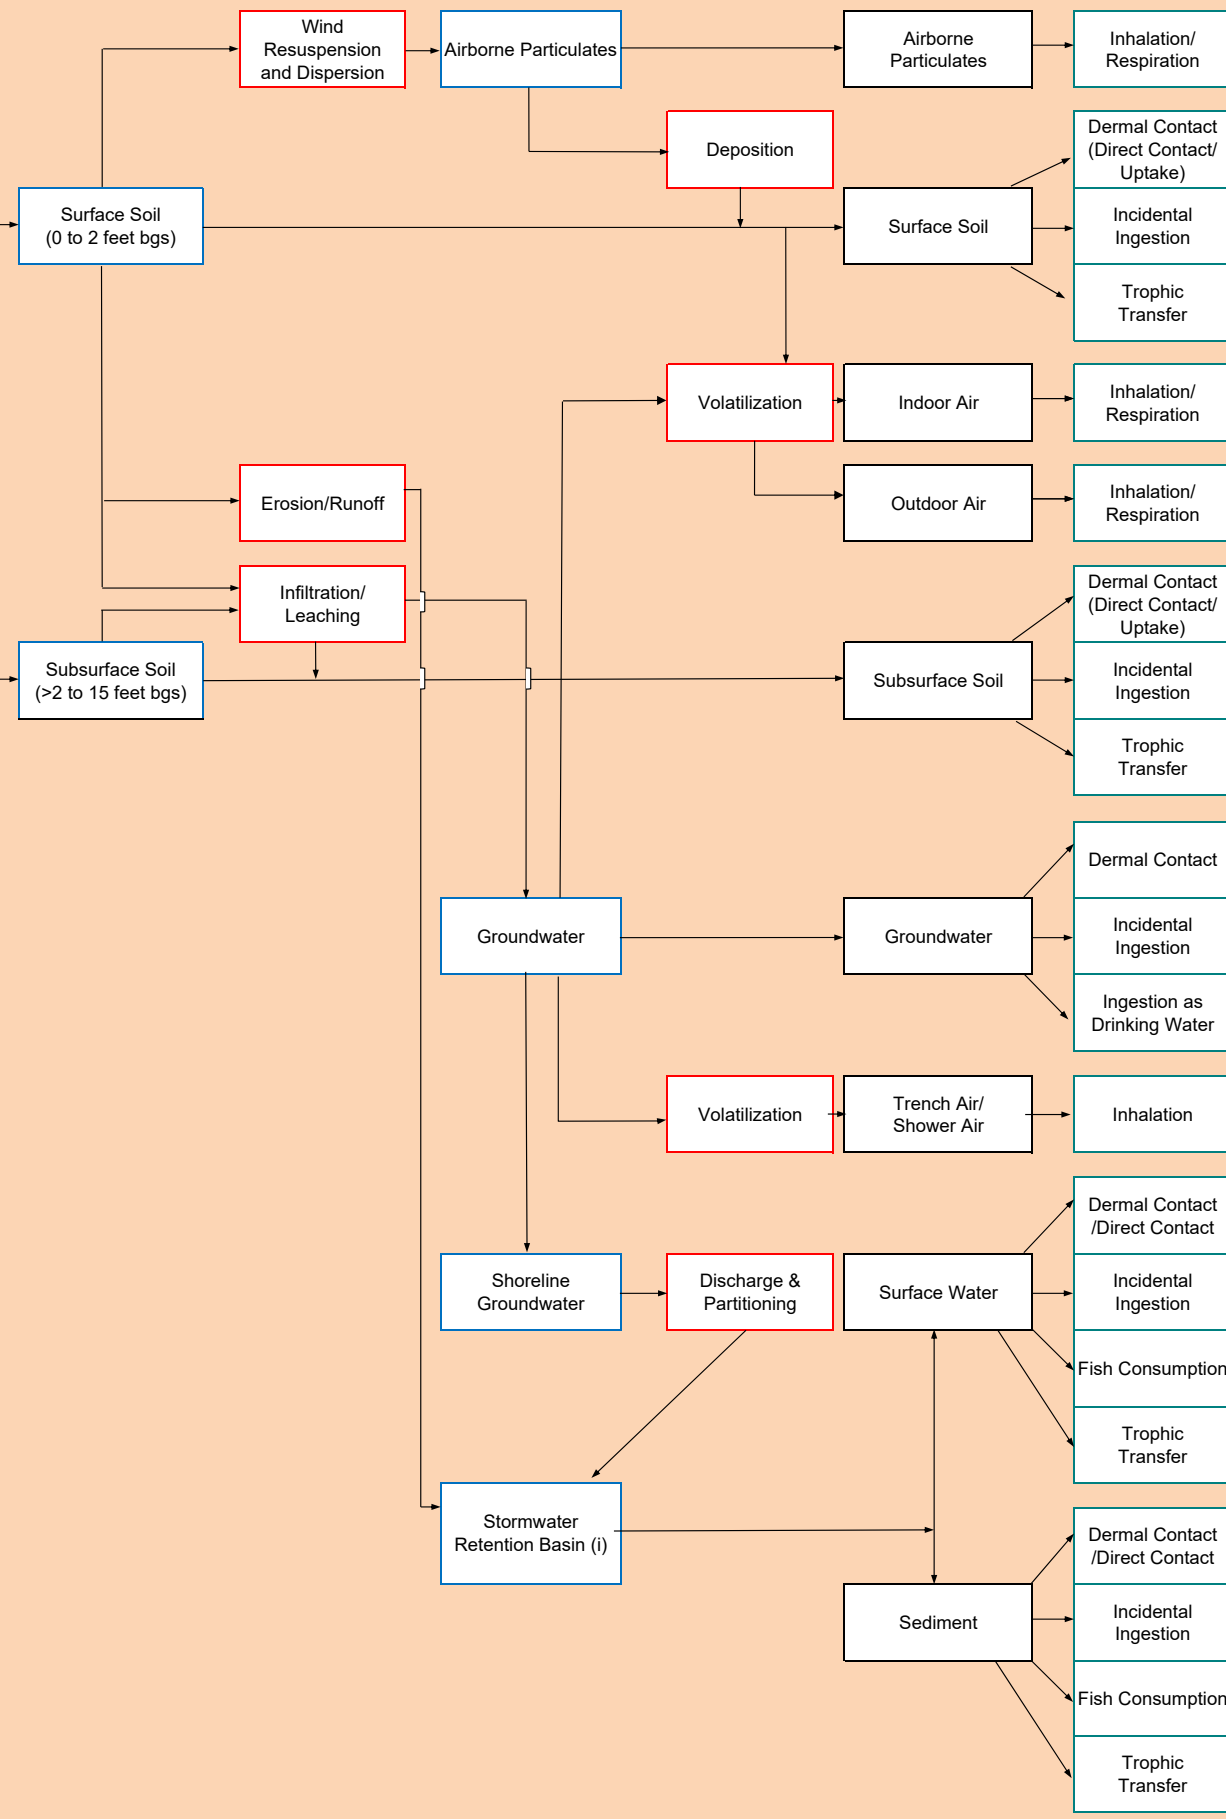 Wind
Resuspension
and Dispersion
Airborne Particulates
Airborne
Particulates
Inhalation/
Respiration
Deposition
Dermal Contact
(Direct Contact/
Uptake)
Surface Soil
(0 to 2 feet bgs)
Surface Soil
Incidental
Ingestion
Trophic
Transfer
Volatilization
Indoor Air
Inhalation/
Respiration
Erosion/Runoff
Outdoor Air
Inhalation/
Respiration
Infiltration/
Leaching
Dermal Contact
(Direct Contact/
Uptake)
Subsurface Soil
(>2 to 15 feet bgs)
Subsurface Soil
Incidental
Ingestion
Trophic
Transfer
Dermal Contact
Groundwater
Groundwater
Incidental
Ingestion
Ingestion as
Drinking Water
Volatilization
Trench Air/
Shower Air
Inhalation
Dermal Contact
/Direct Contact
Shoreline
Groundwater
Discharge &
Partitioning
Surface Water
Incidental
Ingestion
Fish Consumption
Trophic
Transfer
Stormwater
Retention Basin (i)
Dermal Contact
/Direct Contact
Sediment
Incidental
Ingestion
Fish Consumption
Trophic
Transfer